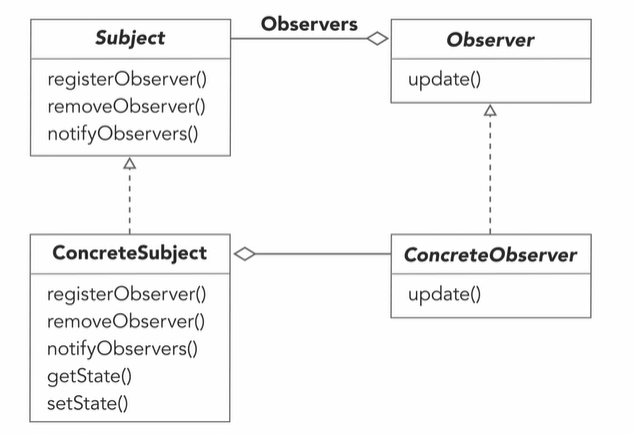 Subject
registerObserver()
removeObserver()
notifyObservers()
Observers
Observer
update()
ConcreteSubject
registerObserver()
removeObserver()
notifyObservers()
getState()
setState()
ConcreteObserver
update()